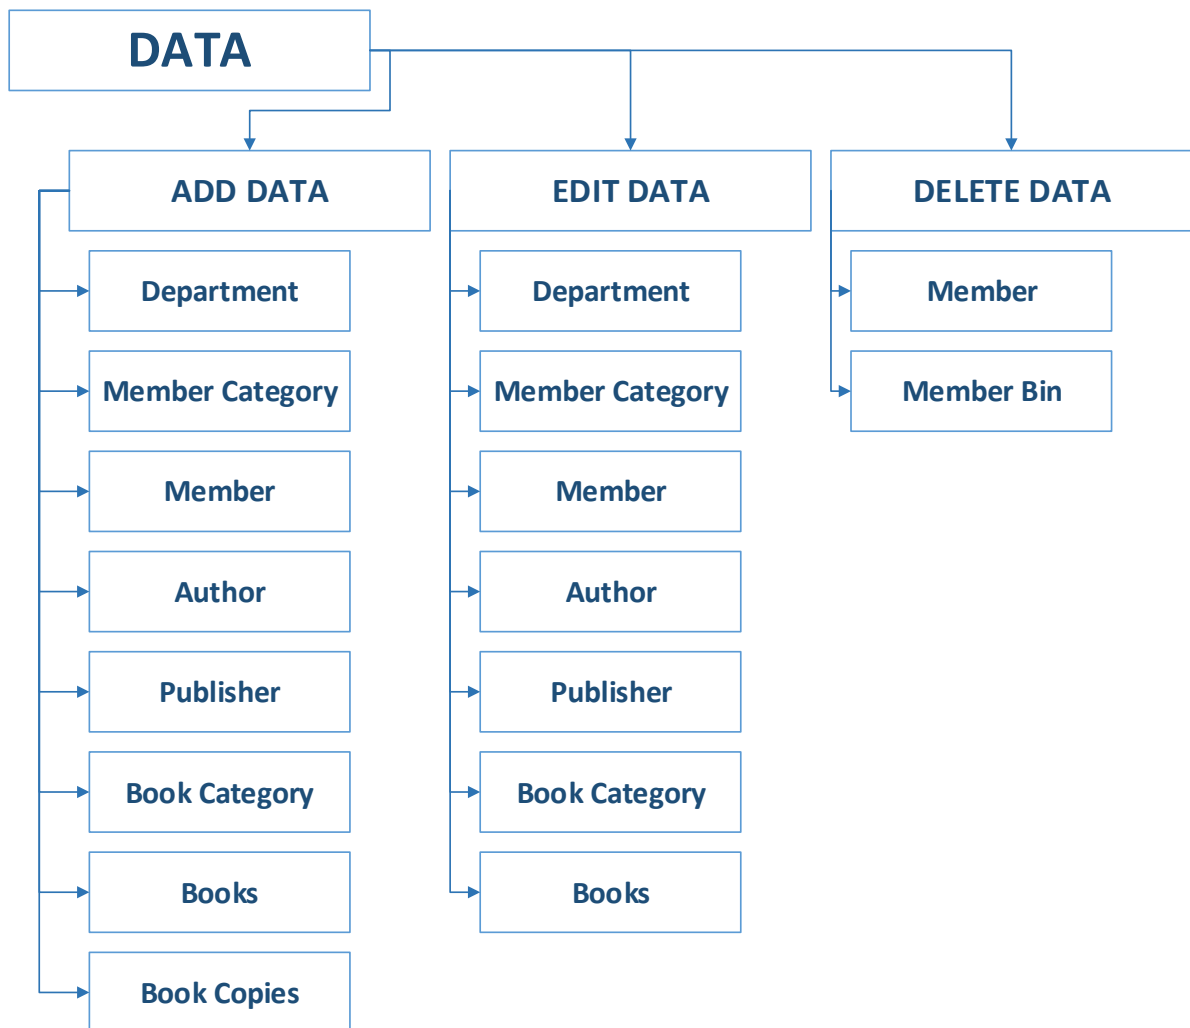 DATA
ADD DATA
Department
Member Category
Member
Author
Publisher
Book Category
Books
Book Copies
EDIT DATA
Department
Member Category
Member
Author
Publisher
Book Category
Books
DELETE DATA
Member
Member Bin